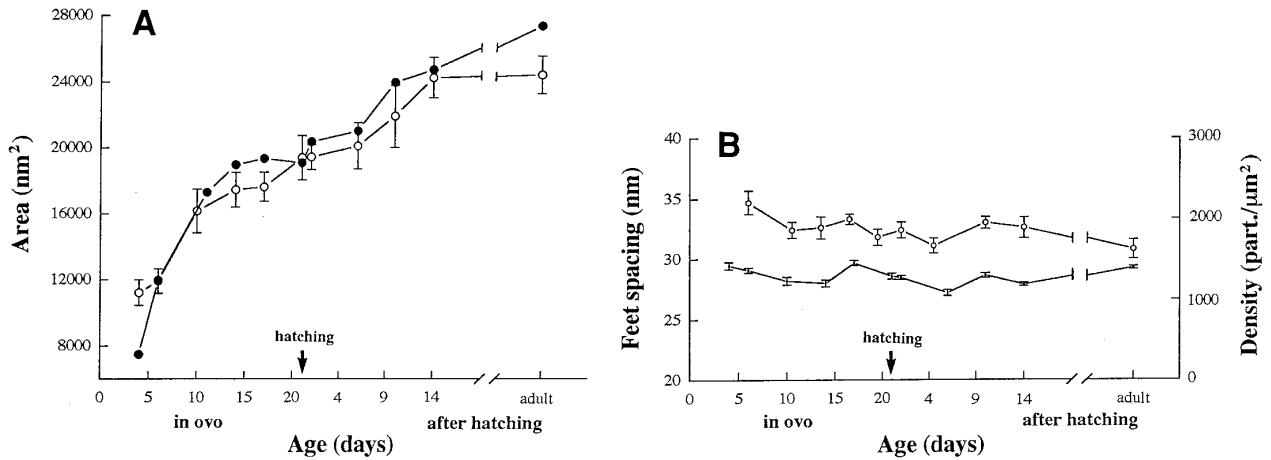 A
28000
24000
20000
16000
12000
8000
Area (nm²)
hatching
0 5 10 15 20 4 9 14 adult
in ovo after hatching
Age (days)
B
40
35
30
25
20
Feet spacing (nm)
3000
2000
1000
0
Density (part./μm²)
hatching
0 5 10 15 20 4 9 14 adult
in ovo after hatching
Age (days)